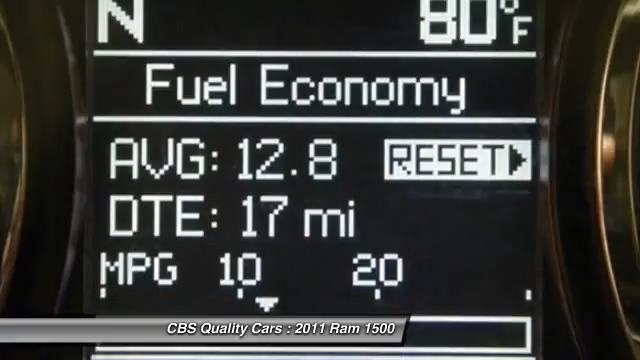 N 80°F
Fuel Economy
AVG: 12.8 RESET
DTE: 17 mi
MPG 10 20
CBS Quality Cars : 2011 Ram 1500